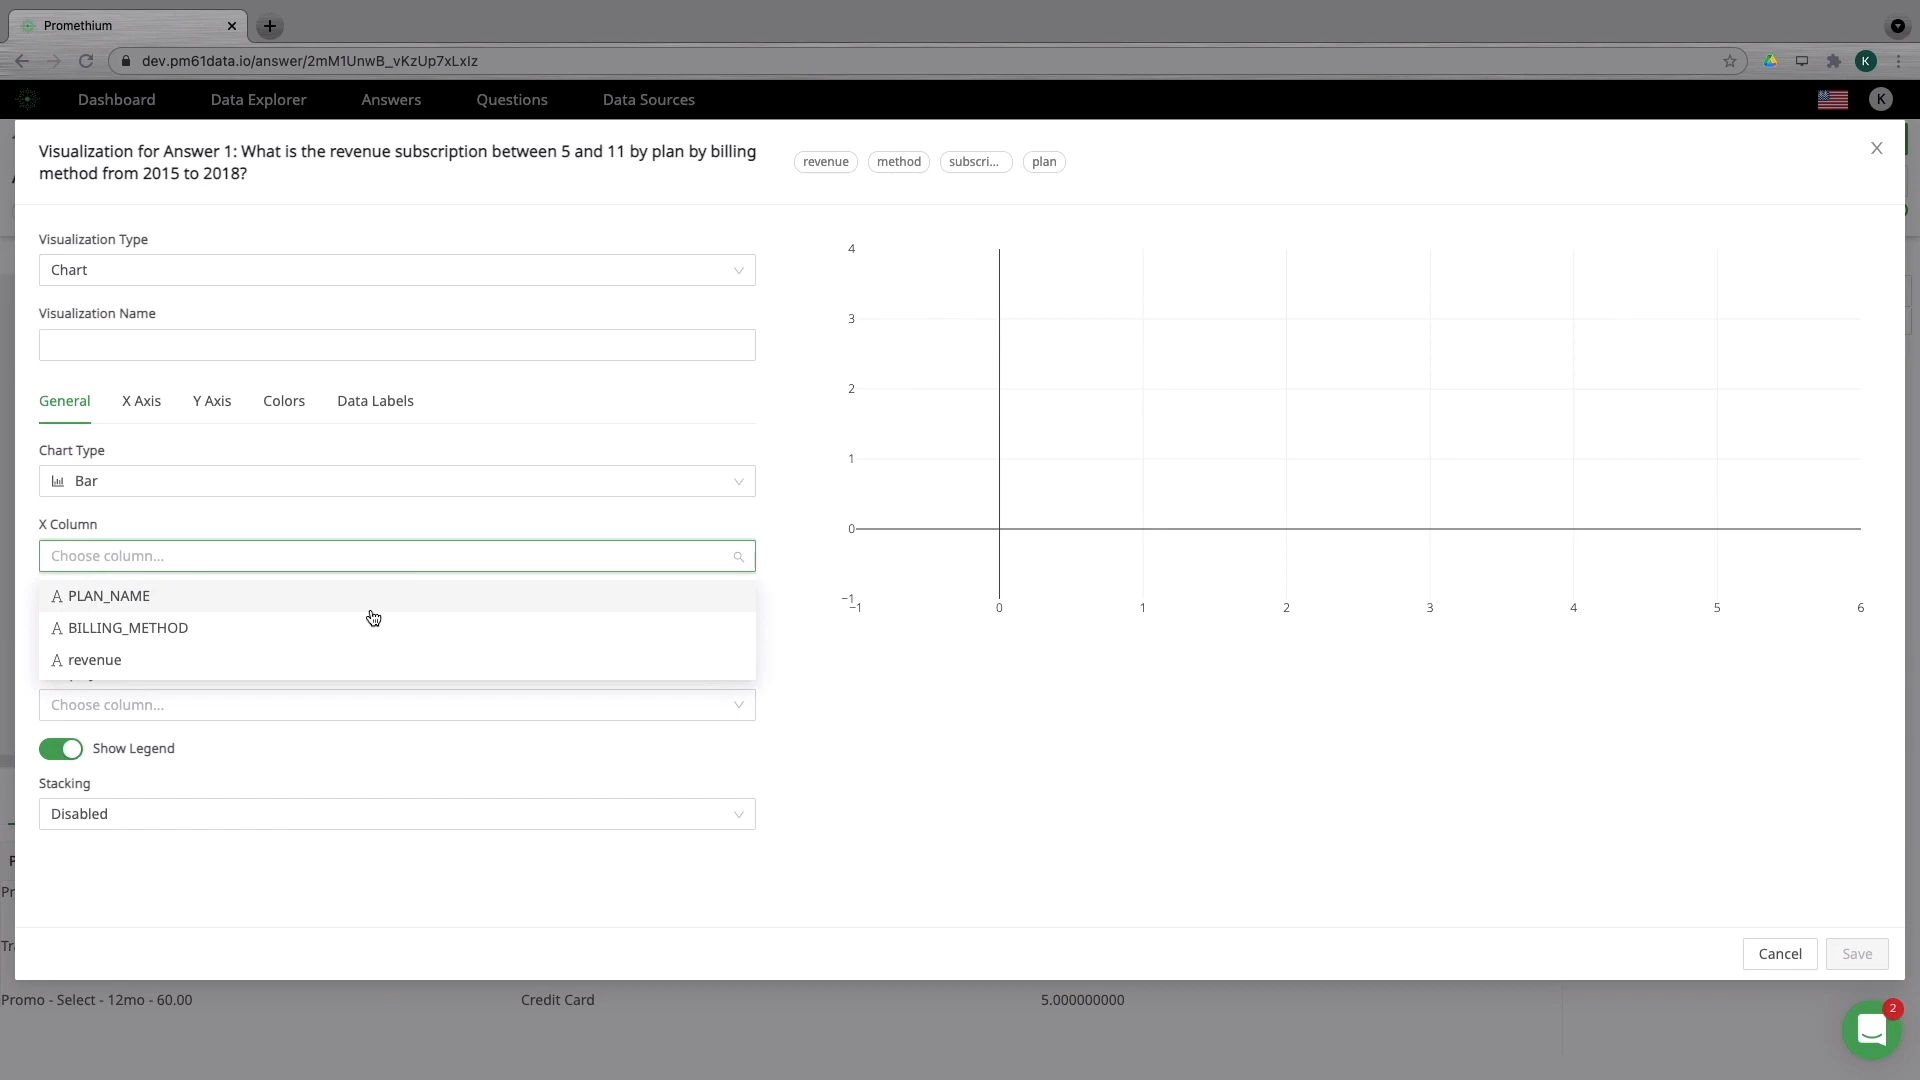 Promethium
dev.pm61data.io/answer/2mM1UnwB_vKzUp7xLxIz
K
Dashboard
Data Explorer
Answers
Questions
Data Sources
K
Visualization for Answer 1: What is the revenue subscription between 5 and 11 by plan by billing
method from 2015 to 2018?
revenue
method
subscri...
plan
Visualization Type
Chart
Visualization Name
General
X Axis
Y Axis
Colors
Data Labels
Chart Type
Bar
X Column
Choose column...
A PLAN_NAME
A BILLING_METHOD
A revenue
Choose column...
Show Legend
Stacking
Disabled
4
3
2
1
0
−1
−1
0
1
2
3
4
5
6
Cancel
Save
Promo - Select - 12mo - 60.00
Credit Card
5.000000000
2